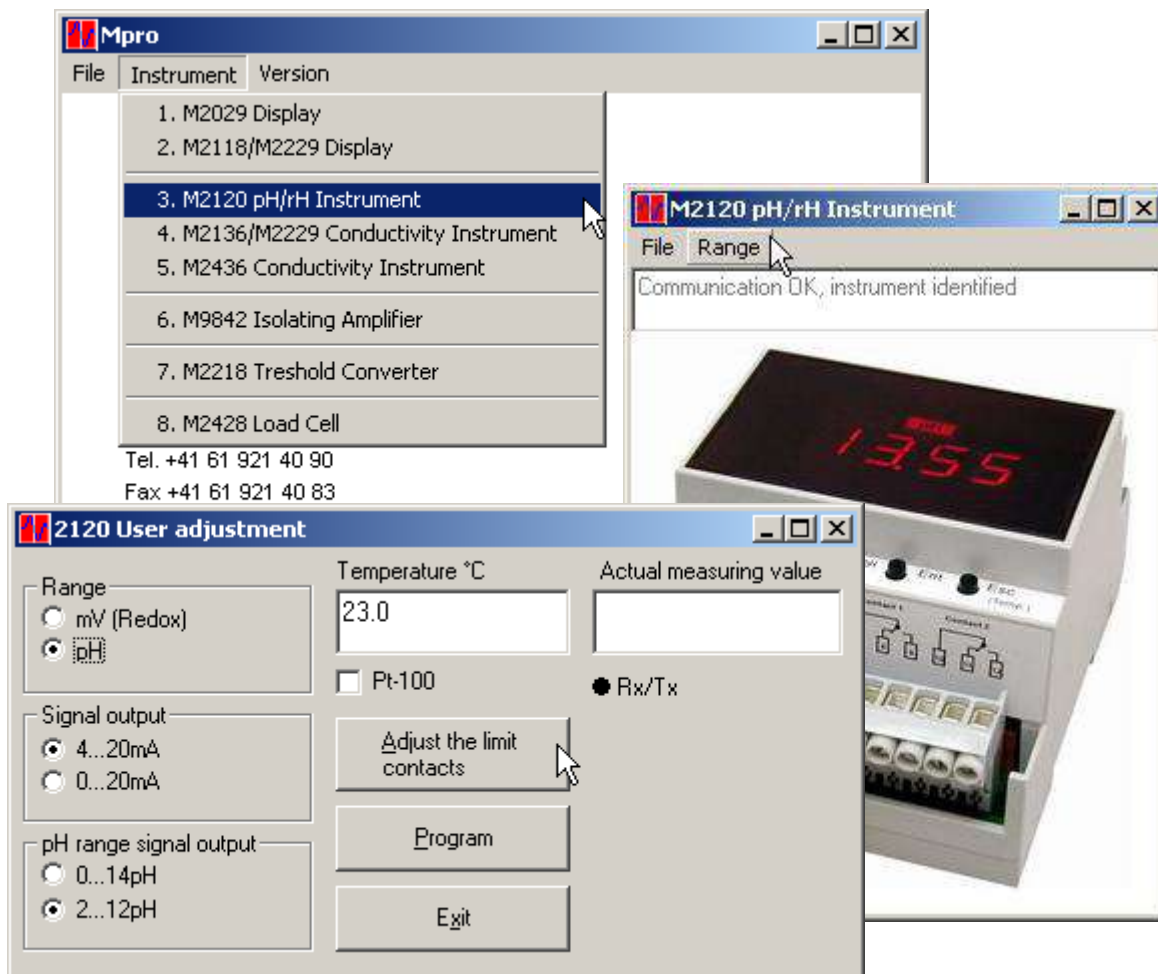 Mpro
File Instrument Version
1. M2029 Display
2. M2118/M2229 Display
3. M2120 pH/rH Instrument
4. M2136/M2229 Conductivity Instrument
5. M2436 Conductivity Instrument
6. M9842 Isolating Amplifier
7. M2218 Treshold Converter
8. M2428 Load Cell
Tel. +41 61 921 40 90
Fax +41 61 921 40 83
M2120 pH/rH Instrument
File Range
Communication OK, instrument identified
13.55
Ent Esc
(Temp.)
Contact 1 Contact 2
2120 User adjustment
Range
mV (Redox)
pH
Signal output
4...20mA
0...20mA
pH range signal output
0...14pH
2...12pH
Temperature °C
23.0
Pt-100
Adjust the limit
contacts
Program
Exit
Actual measuring value
Rx/Tx